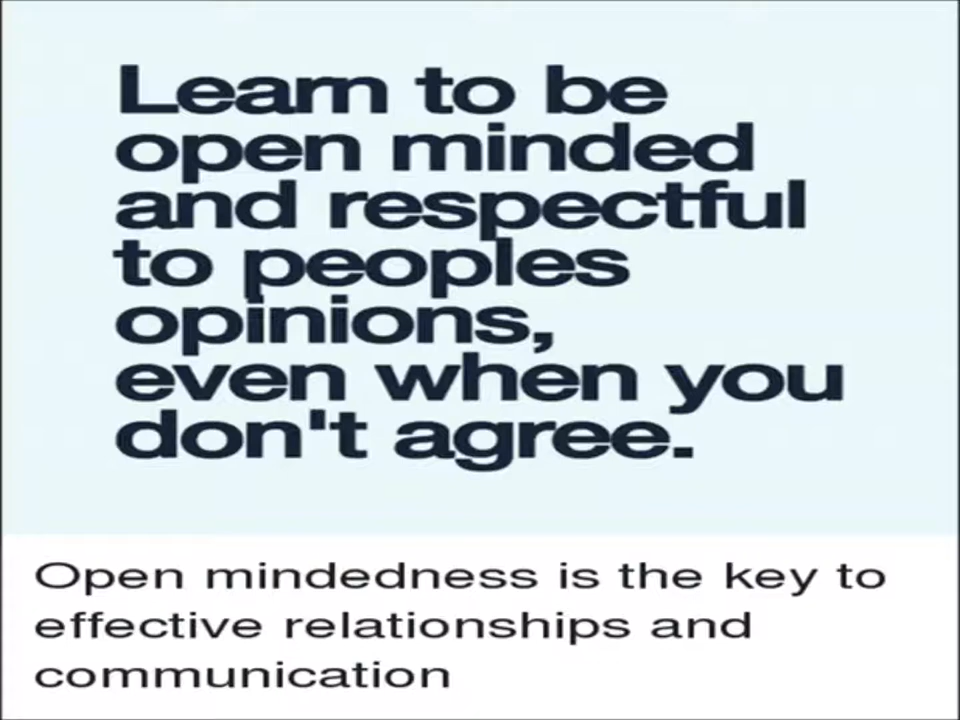 Learn to be
open minded
and respectful
to peoples
opinions,
even when you
don't agree.
Open mindedness is the key to
effective relationships and
communication